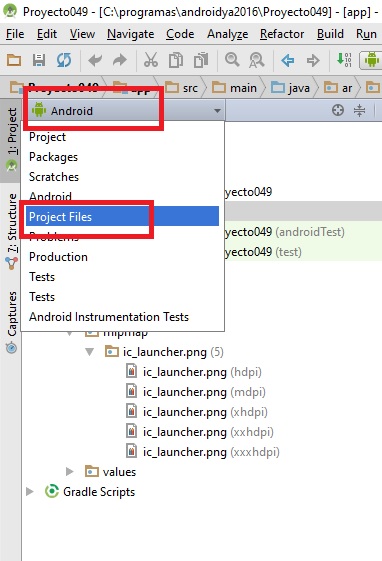 Proyecto049 - [C:\programas\androidya2016\Proyecto049] - [app] -
File Edit View Navigate Code Analyze Refactor Build Run
Proyecto049 app src main java ar
1: Project
Android
Project
Packages
Scratches
Android
yecto049
Project Files
yecto049 (androidTest)
Problems
yecto049 (test)
Production
Tests
Tests
Android Instrumentation Tests
7: Structure
Captures
mipmap
ic_launcher.png (5)
ic_launcher.png (hdpi)
ic_launcher.png (mdpi)
ic_launcher.png (xhdpi)
ic_launcher.png (xxhdpi)
ic_launcher.png (xxxhdpi)
values
Gradle Scripts